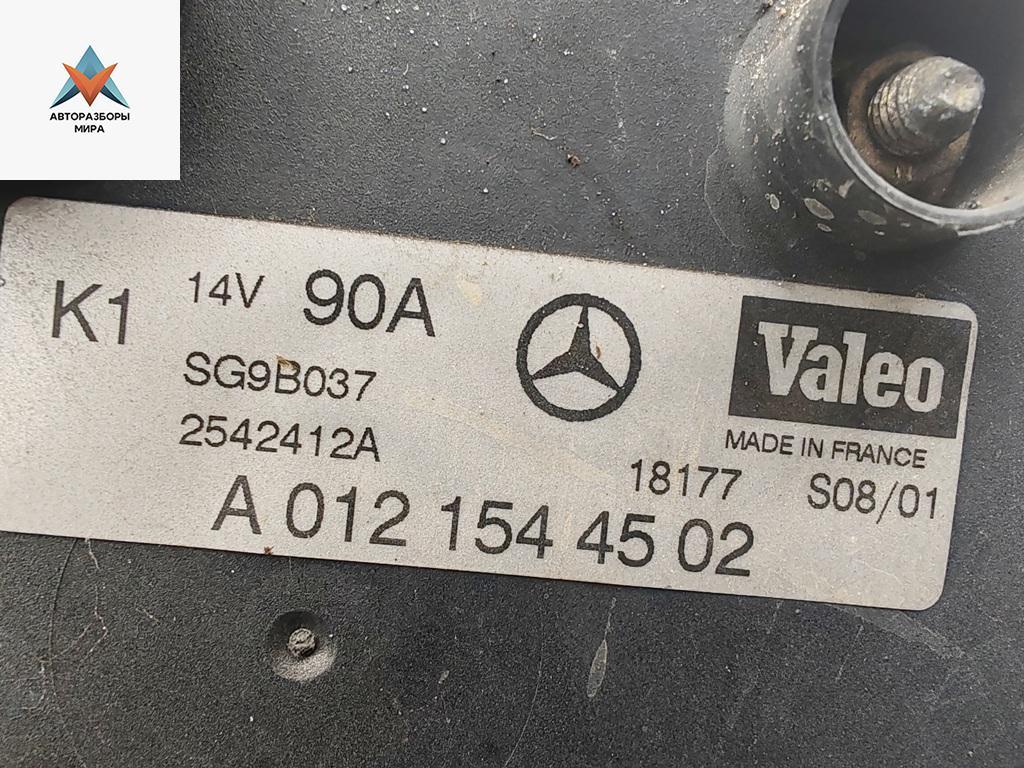 АВТОРАЗБОРЫ
МИРА
K1 14V 90A
Valeo
SG9B037
MADE IN FRANCE
2542412A
18177 S08/01
A 012 154 45 02